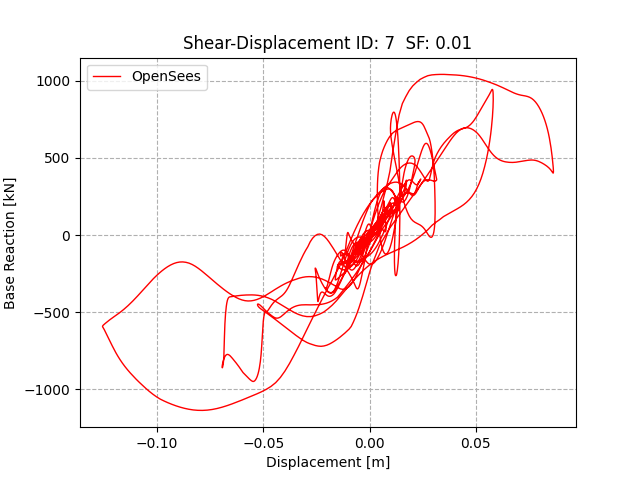 Shear-Displacement ID: 7  SF: 0.01
OpenSees
Base Reaction [kN]
1000
500
0
−500
−1000
−0.10
−0.05
0.00
0.05
Displacement [m]